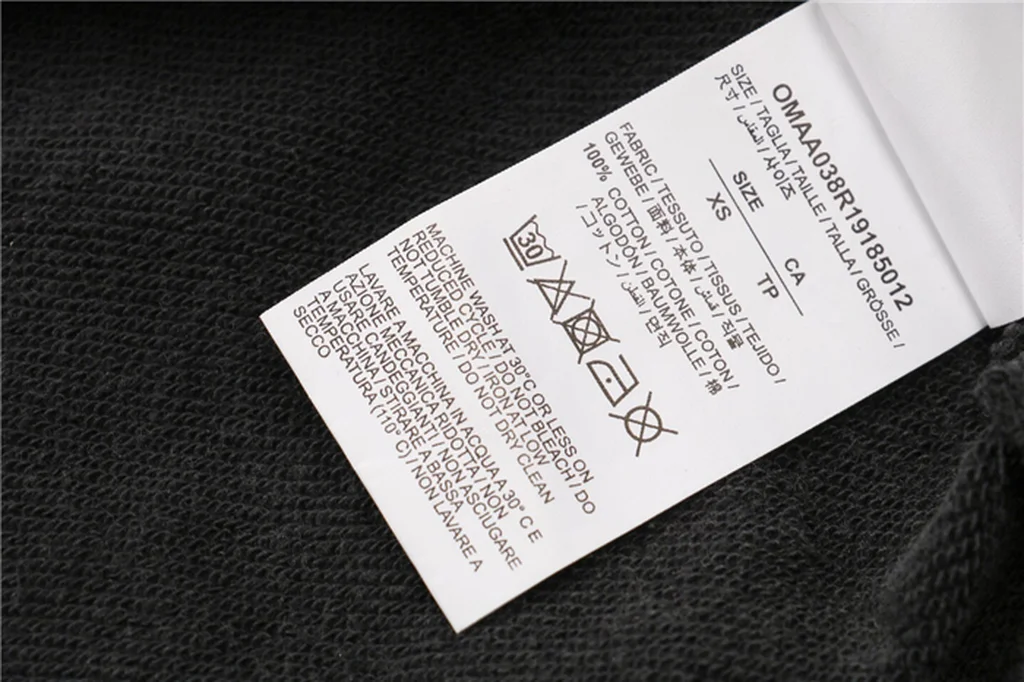 OMAA038R19185012
SIZE / TAGLIA / TAILLE / TALLA / GRÖSSE /
尺寸 / المقاس / 사이즈
SIZE CA
XS TP
FABRIC / TESSUTO / TISSUS / TEJIDO /
GEWEBE / 面料 / 本体 / قماش / 직물
100% COTTON / COTONE / COTON /
ALGODÓN / BAUMWOLLE / 棉
/ コットン / القطن / 면직
30
MACHINE WASH AT 30°C OR LESS ON
REDUCED CYCLE / DO NOT BLEACH / DO
NOT TUMBLE DRY / IRON AT LOW
TEMPERATURE / DO NOT DRY CLEAN
LAVARE A MACCHINA IN ACQUA A 30° C E
AZIONE MECCANICA RIDOTTA / NON
USARE CANDEGGIANTI / NON ASCIUGARE
A MACCHINA / STIRARE A BASSA
TEMPERATURA (110° C) / NON LAVARE A
SECCO